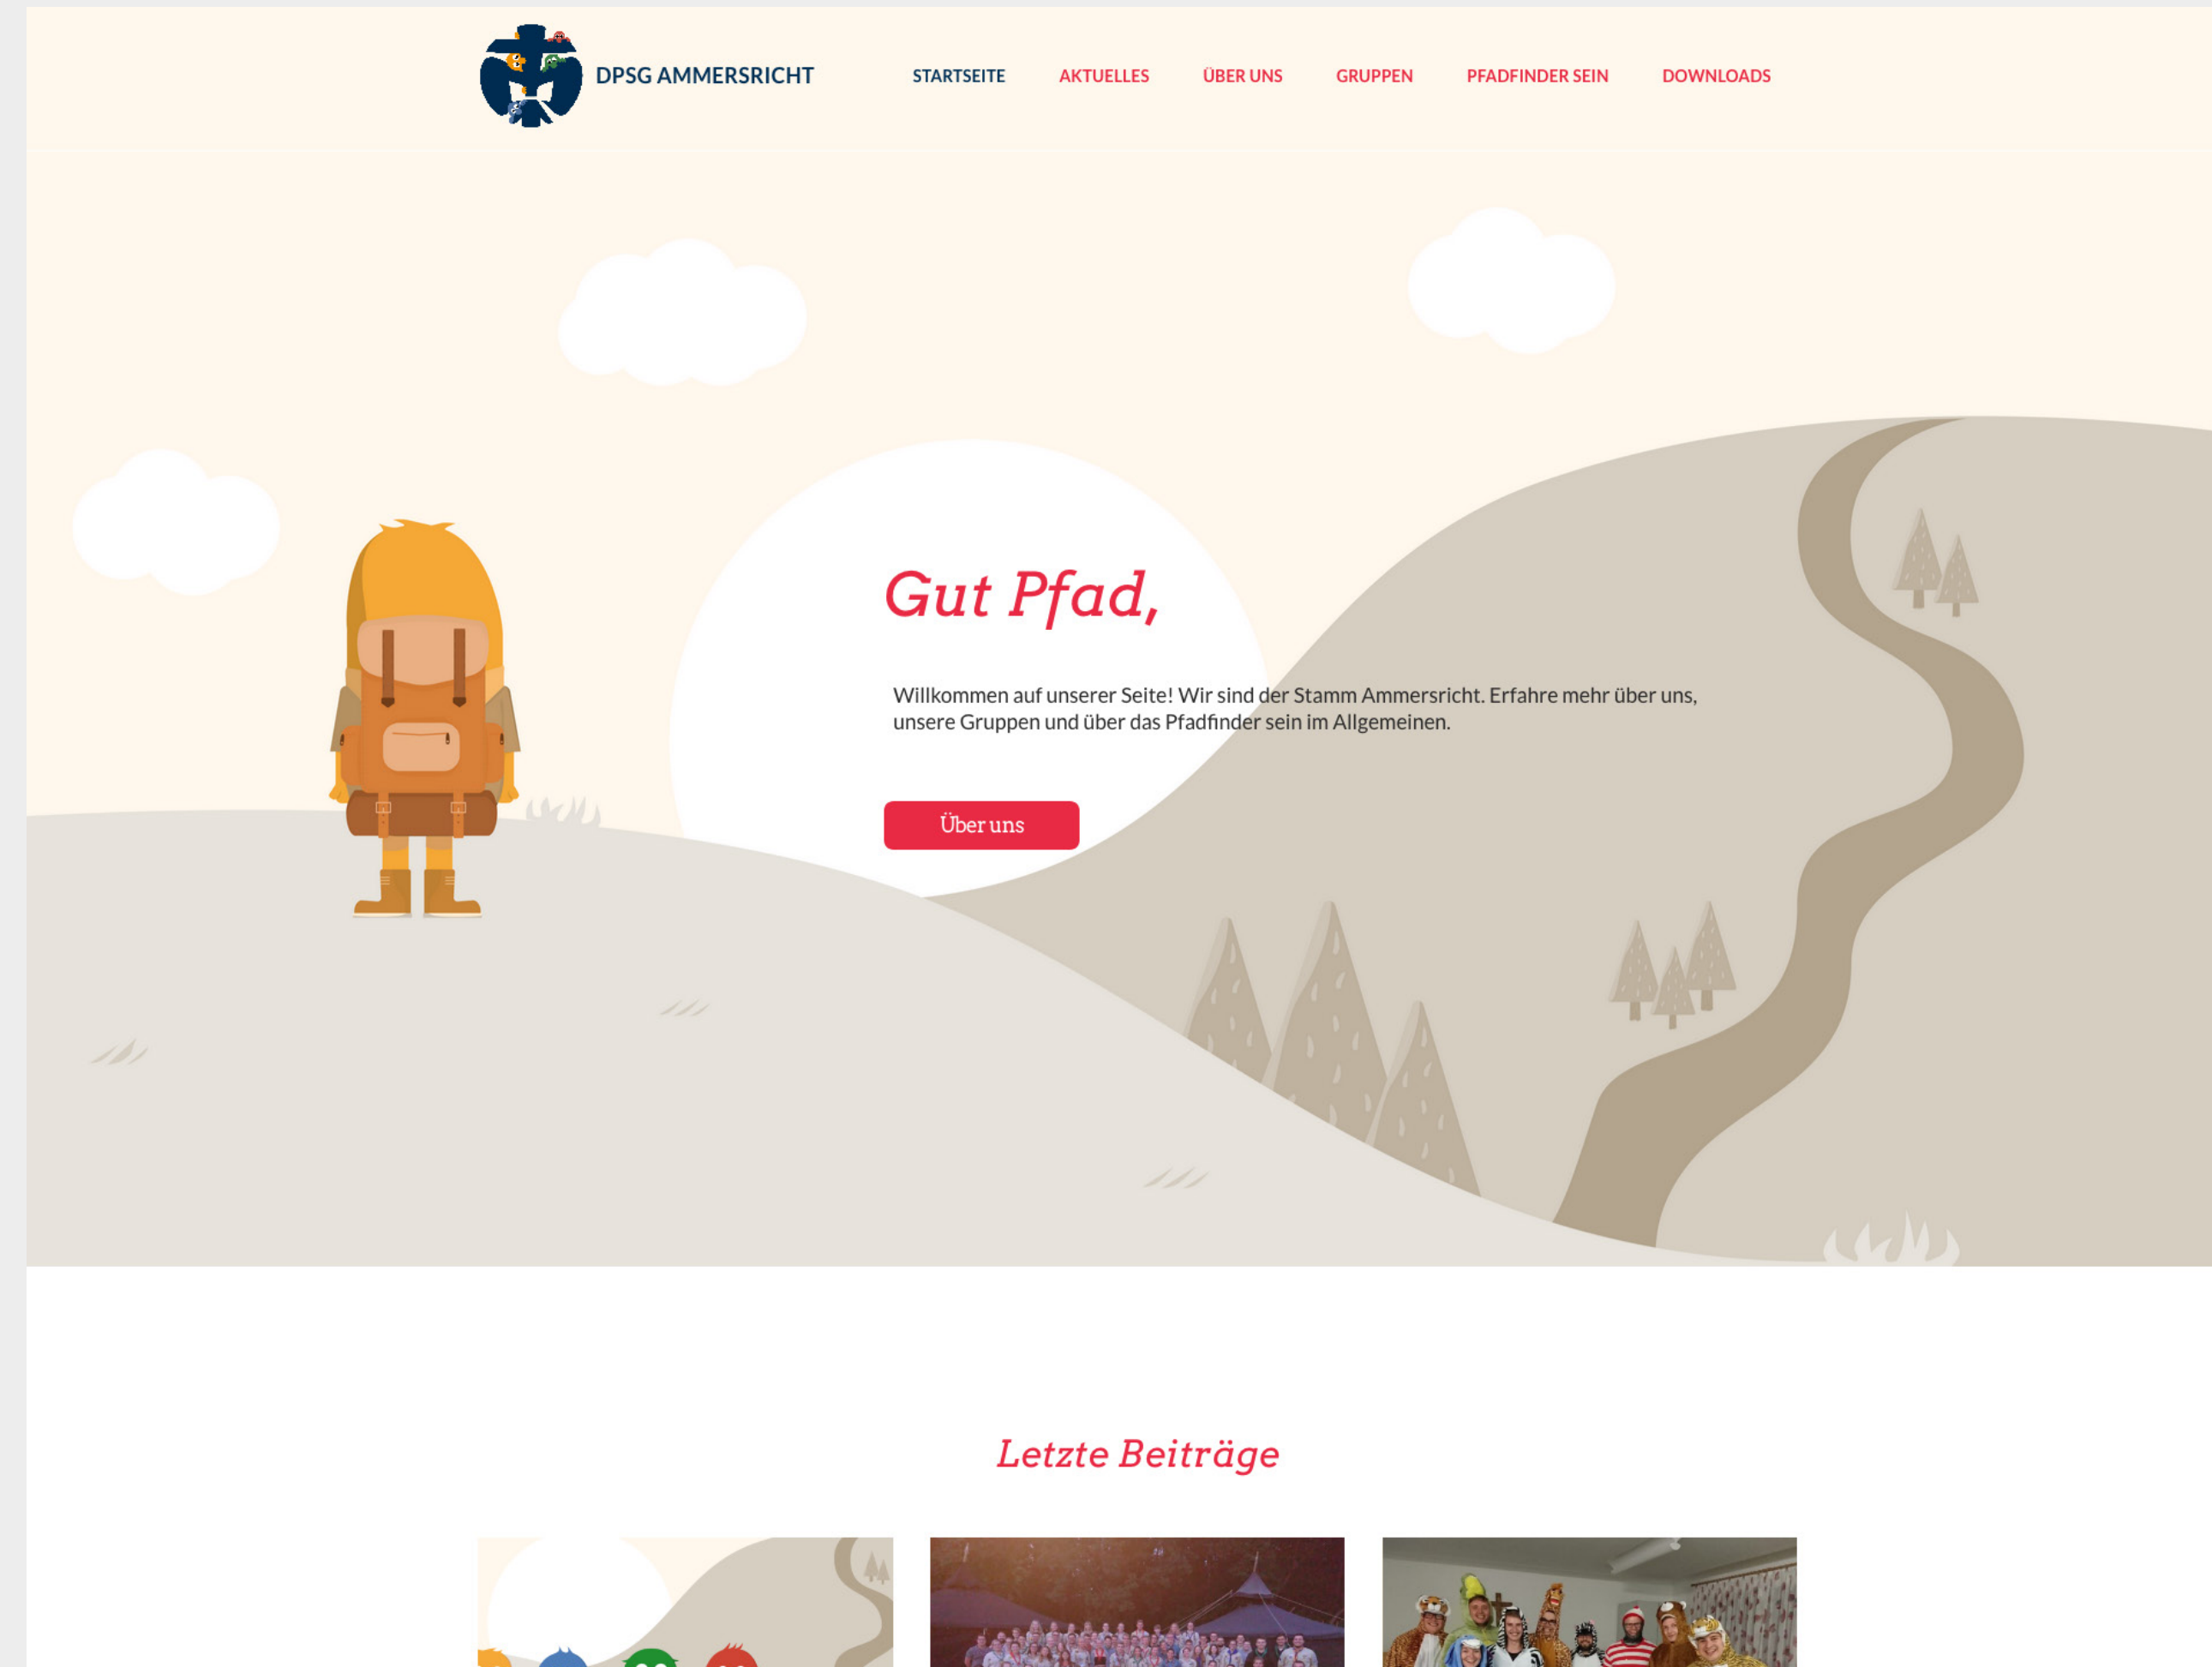 DPSG AMMERSRICHT
STARTSEITE
AKTUELLES
ÜBER UNS
GRUPPEN
PFADFINDER SEIN
DOWNLOADS
Gut Pfad,
Willkommen auf unserer Seite! Wir sind der Stamm Ammersricht. Erfahre mehr über uns,
unsere Gruppen und über das Pfadfinder sein im Allgemeinen.
Über uns
Letzte Beiträge